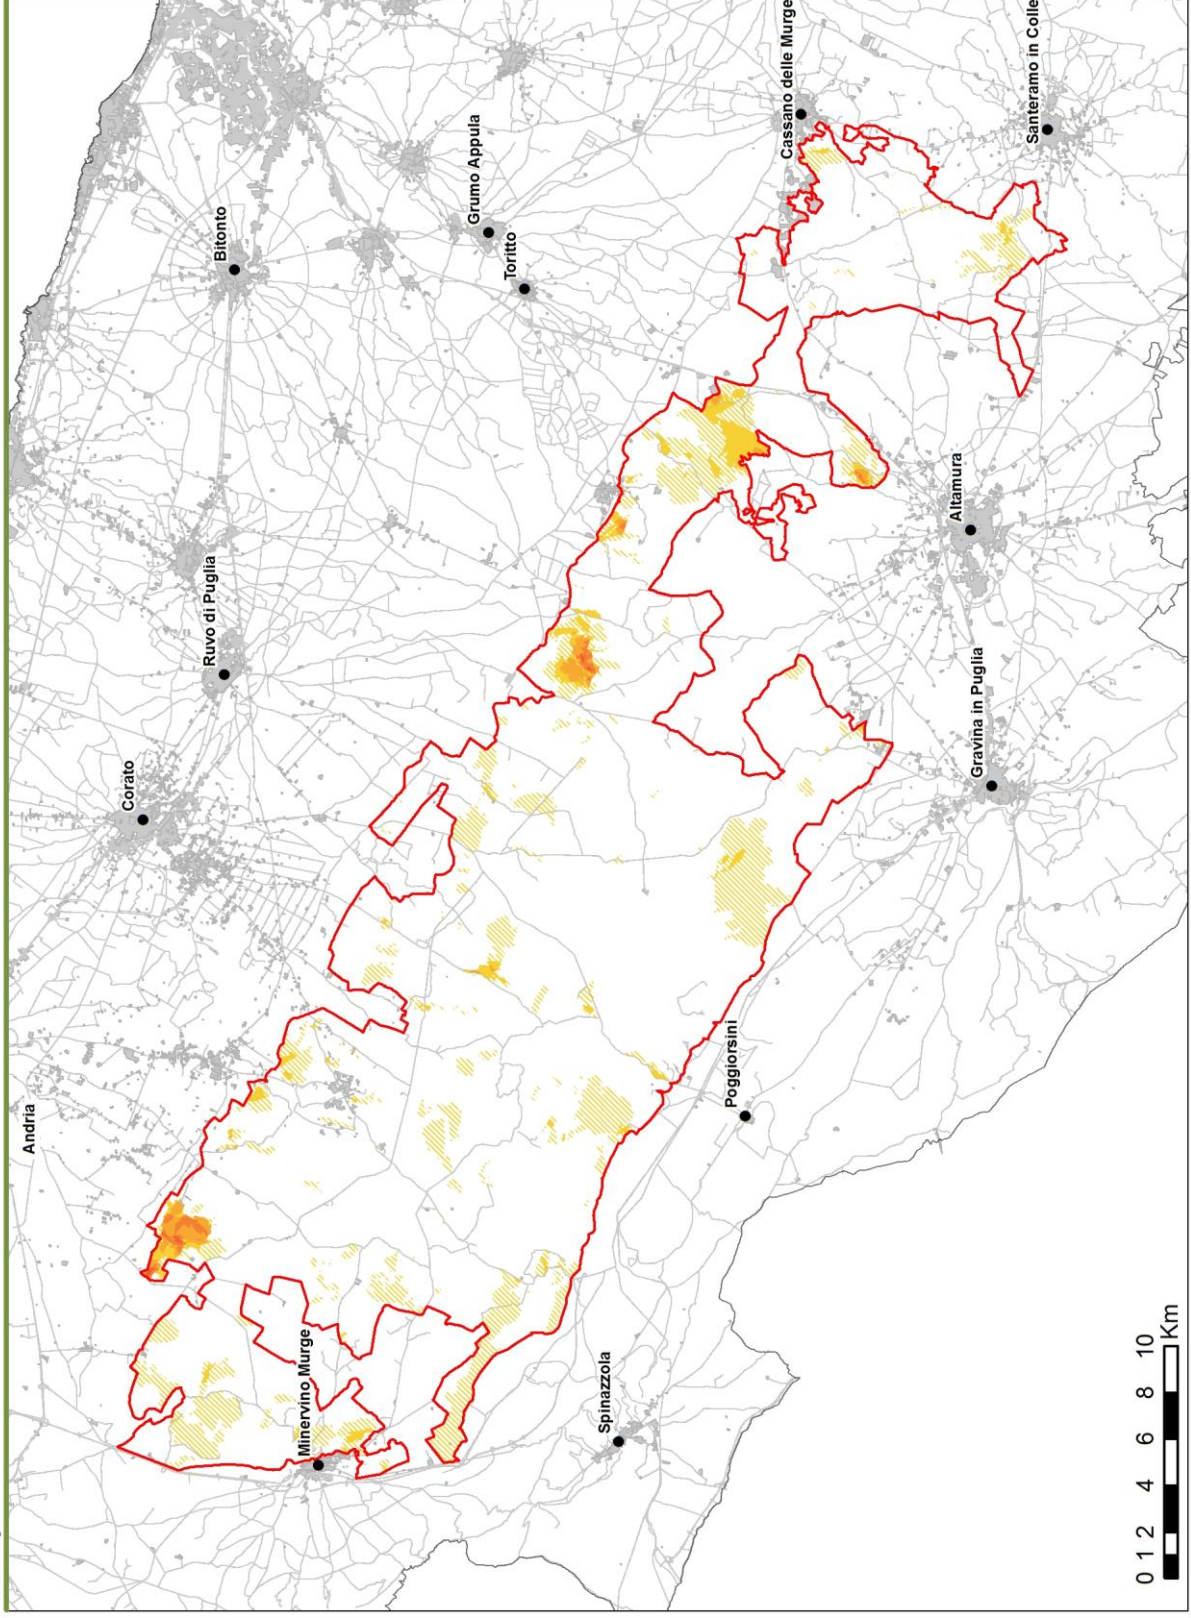 Andria
Corato
Ruvo di Puglia
Bitonto
Grumo Appula
Toritto
Cassano delle Murge
Santeramo in Colle
Altamura
Gravina in Puglia
Poggiorsini
Minervino Murge
Spinazzola
0 1 2 4 6 8 10
Km